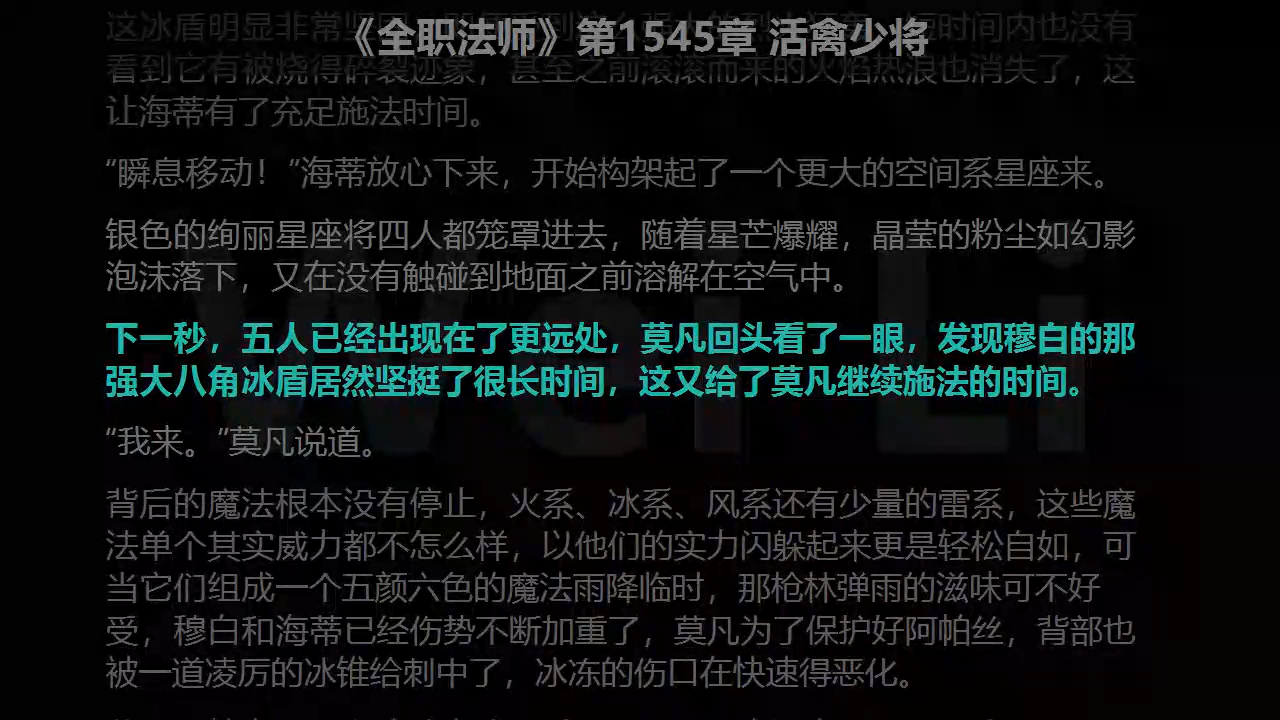 《全职法师》第1545章 活禽少将
看到它有被烧得碎裂迹象，甚至之前滚滚而来的火焰热浪也消失了，这
让海蒂有了充足施法时间。
“瞬息移动！”海蒂放心下来，开始构架起了一个更大的空间系星座来。
银色的绚丽星座将四人都笼罩进去，随着星芒爆耀，晶莹的粉尘如幻影
泡沫落下，又在没有触碰到地面之前溶解在空气中。
下一秒，五人已经出现在了更远处，莫凡回头看了一眼，发现穆白的那
强大八角冰盾居然坚挺了很长时间，这又给了莫凡继续施法的时间。
“我来。”莫凡说道。
背后的魔法根本没有停止，火系、冰系、风系还有少量的雷系，这些魔
法单个其实威力都不怎么样，以他们的实力闪躲起来更是轻松自如，可
当它们组成一个五颜六色的魔法雨降临时，那枪林弹雨的滋味可不好
受，穆白和海蒂已经伤势不断加重了，莫凡为了保护好阿帕丝，背部也
被一道凌厉的冰锥给刺中了，冰冻的伤口在快速得恶化。
Wei Li